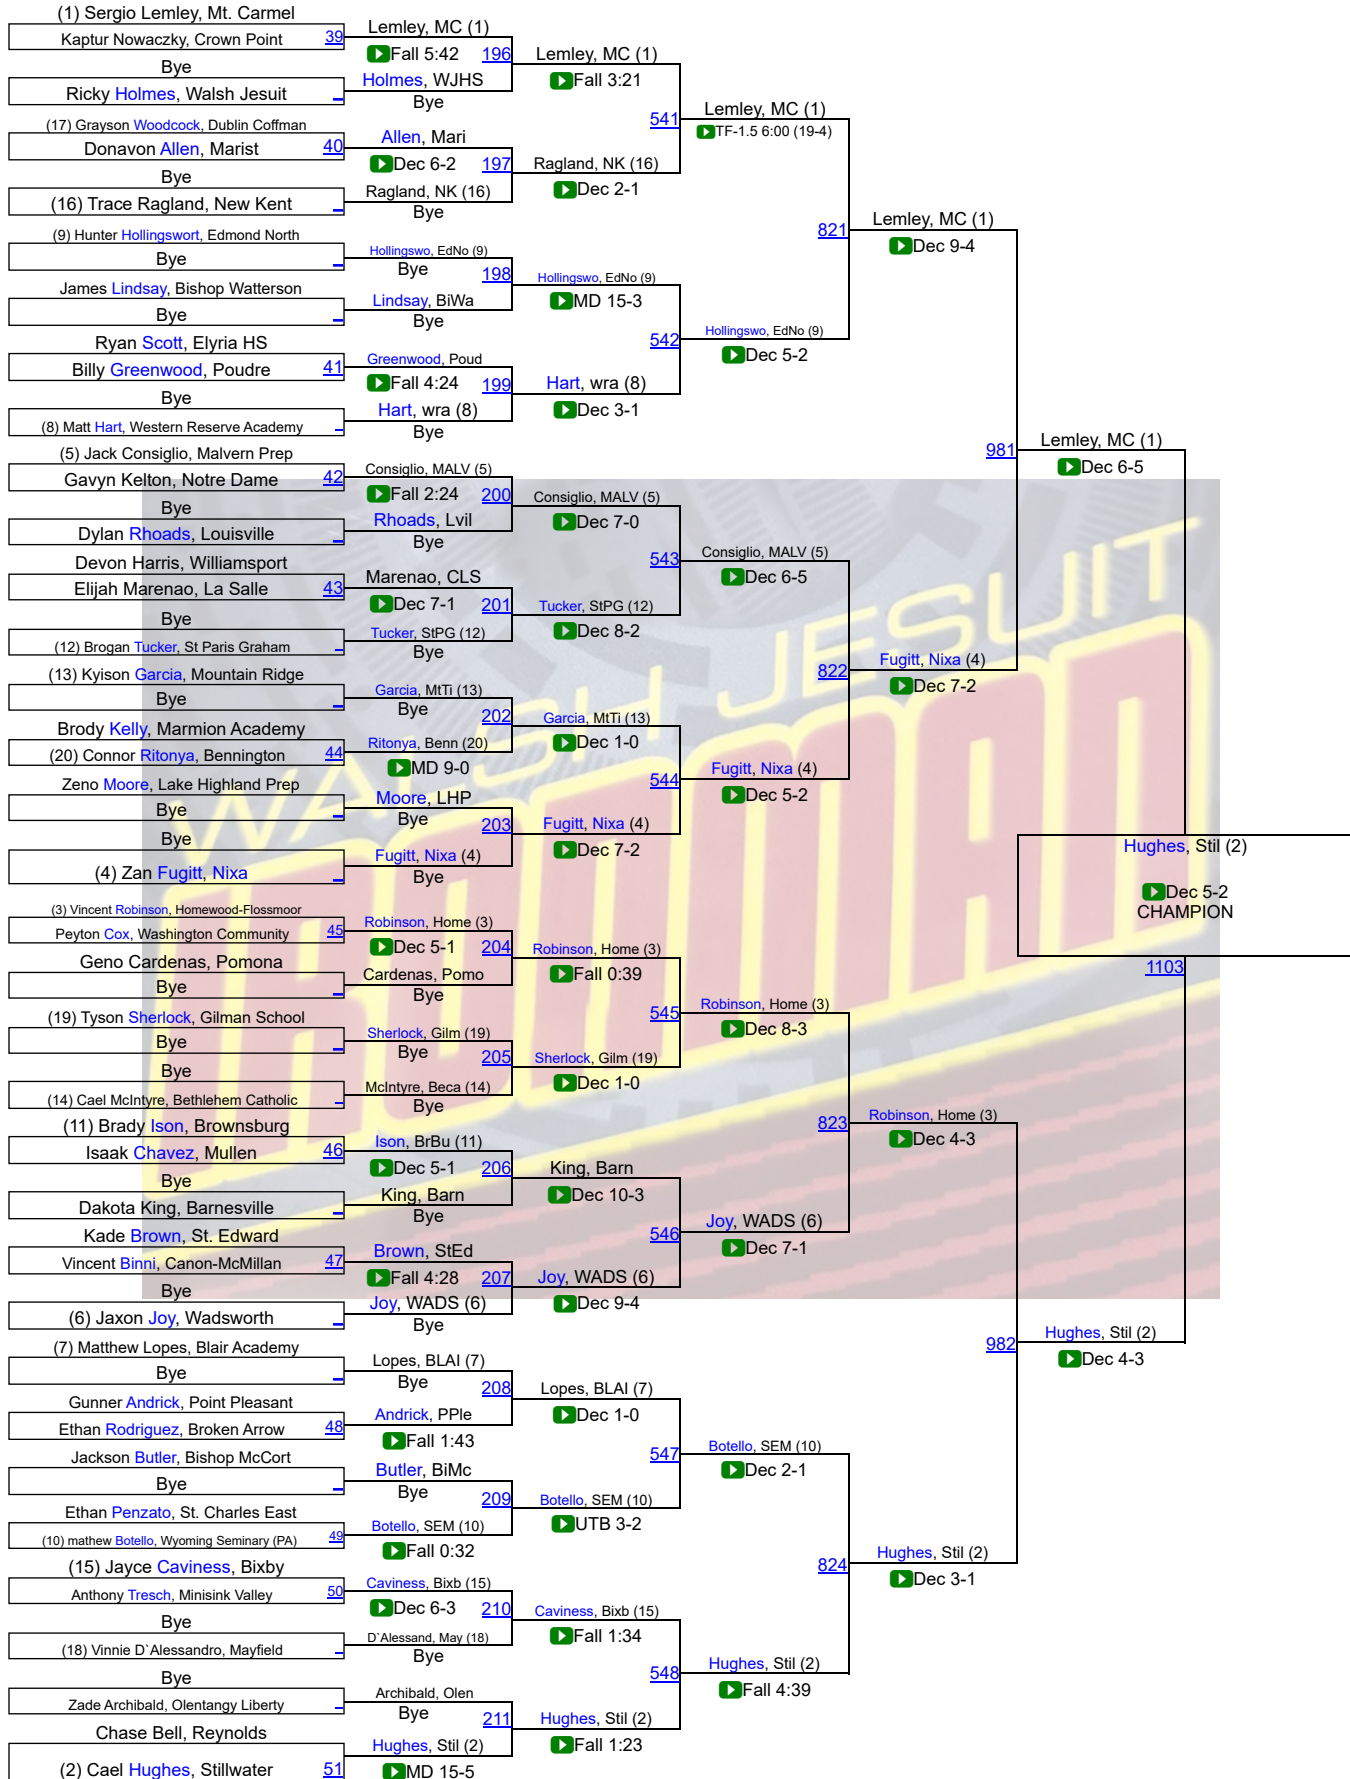 (1) Sergio Lemley, Mt. Carmel
Kaptur Nowaczky, Crown Point 39
Bye
Ricky Holmes, Walsh Jesuit
(17) Grayson Woodcock, Dublin Coffman
Donavon Allen, Marist 40
Bye
(16) Trace Ragland, New Kent
(9) Hunter Hollingswort, Edmond North
Bye
James Lindsay, Bishop Watterson
Bye
Ryan Scott, Elyria HS
Billy Greenwood, Poudre 41
Bye
(8) Matt Hart, Western Reserve Academy
(5) Jack Consiglio, Malvern Prep
Gavyn Kelton, Notre Dame 42
Bye
Dylan Rhoads, Louisville
Devon Harris, Williamsport
Elijah Marenao, La Salle 43
Bye
(12) Brogan Tucker, St Paris Graham
(13) Kyison Garcia, Mountain Ridge
Bye
Brody Kelly, Marmion Academy
(20) Connor Ritonya, Bennington 44
Zeno Moore, Lake Highland Prep
Bye
Bye
(4) Zan Fugitt, Nixa
(3) Vincent Robinson, Homewood-Flossmoor
Peyton Cox, Washington Community 45
Geno Cardenas, Pomona
Bye
(19) Tyson Sherlock, Gilman School
Bye
Bye
(14) Cael McIntyre, Bethlehem Catholic
(11) Brady Ison, Brownsburg
Isaak Chavez, Mullen 46
Bye
Dakota King, Barnesville
Kade Brown, St. Edward
Vincent Binni, Canon-McMillan 47
Bye
(6) Jaxon Joy, Wadsworth
(7) Matthew Lopes, Blair Academy
Bye
Gunner Andrick, Point Pleasant
Ethan Rodriguez, Broken Arrow 48
Jackson Butler, Bishop McCort
Bye
Ethan Penzato, St. Charles East
(10) mathew Botello, Wyoming Seminary (PA) 49
(15) Jayce Caviness, Bixby
Anthony Tresch, Minisink Valley 50
Bye
(18) Vinnie D`Alessandro, Mayfield
Bye
Zade Archibald, Olentangy Liberty
Chase Bell, Reynolds
(2) Cael Hughes, Stillwater 51
Lemley, MC (1)
Fall 5:42 196
Holmes, WJHS
Bye
Allen, Mari
Dec 6-2 197
Ragland, NK (16)
Bye
Hollingswo, EdNo (9)
Bye 198
Lindsay, BiWa
Bye
Greenwood, Poud
Fall 4:24 199
Hart, wra (8)
Bye
Consiglio, MALV (5)
Fall 2:24 200
Rhoads, Lvil
Bye
Marenao, CLS
Dec 7-1 201
Tucker, StPG (12)
Bye
Garcia, MtTi (13)
Bye 202
Ritonya, Benn (20)
MD 9-0
Moore, LHP
Bye 203
Fugitt, Nixa (4)
Bye
Robinson, Home (3)
Dec 5-1 204
Cardenas, Pomo
Bye
Sherlock, Gilm (19)
Bye 205
McIntyre, Beca (14)
Bye
Ison, BrBu (11)
Dec 5-1 206
King, Barn
Bye
Brown, StEd
Fall 4:28 207
Joy, WADS (6)
Bye
Lopes, BLAI (7)
Bye 208
Andrick, PPle
Fall 1:43
Butler, BiMc
Bye 209
Botello, SEM (10)
Fall 0:32
Caviness, Bixb (15)
Dec 6-3 210
D`Alessand, May (18)
Bye
Archibald, Olen
Bye 211
Hughes, Stil (2)
MD 15-5
Lemley, MC (1)
Fall 3:21
541
Ragland, NK (16)
Dec 2-1
Hollingswo, EdNo (9)
MD 15-3
542
Hart, wra (8)
Dec 3-1
Consiglio, MALV (5)
Dec 7-0
543
Tucker, StPG (12)
Dec 8-2
Garcia, MtTi (13)
Dec 1-0
544
Fugitt, Nixa (4)
Dec 7-2
Robinson, Home (3)
Fall 0:39
545
Sherlock, Gilm (19)
Dec 1-0
King, Barn
Dec 10-3
546
Joy, WADS (6)
Dec 9-4
Lopes, BLAI (7)
Dec 1-0
547
Botello, SEM (10)
UTB 3-2
Caviness, Bixb (15)
Fall 1:34
548
Hughes, Stil (2)
Fall 1:23
Lemley, MC (1)
TF-1.5 6:00 (19-4)
821
Hollingswo, EdNo (9)
Dec 5-2
Consiglio, MALV (5)
Dec 6-5
822
Fugitt, Nixa (4)
Dec 5-2
Robinson, Home (3)
Dec 8-3
823
Joy, WADS (6)
Dec 7-1
Botello, SEM (10)
Dec 2-1
824
Hughes, Stil (2)
Fall 4:39
Lemley, MC (1)
Dec 9-4
981
Fugitt, Nixa (4)
Dec 7-2
Robinson, Home (3)
Dec 4-3
982
Hughes, Stil (2)
Dec 3-1
Lemley, MC (1)
Dec 6-5
1103
Hughes, Stil (2)
Dec 4-3
Hughes, Stil (2)
Dec 5-2
CHAMPION
WALSH JESUIT
IRONMAN